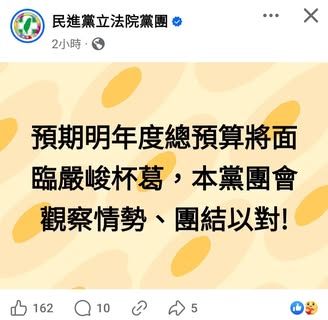 民進黨立法院黨團
2小時·
預期明年度總預算將面
臨嚴峻杯葛，本黨團會
觀察情勢、團結以對!
162 10 5